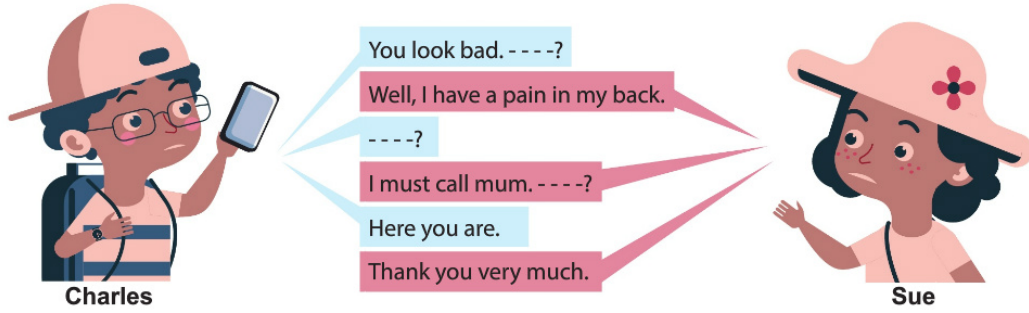 You look bad. - - - -?
Well, I have a pain in my back.
- - - -?
I must call mum. - - - -?
Here you are.
Thank you very much.
Charles
Sue